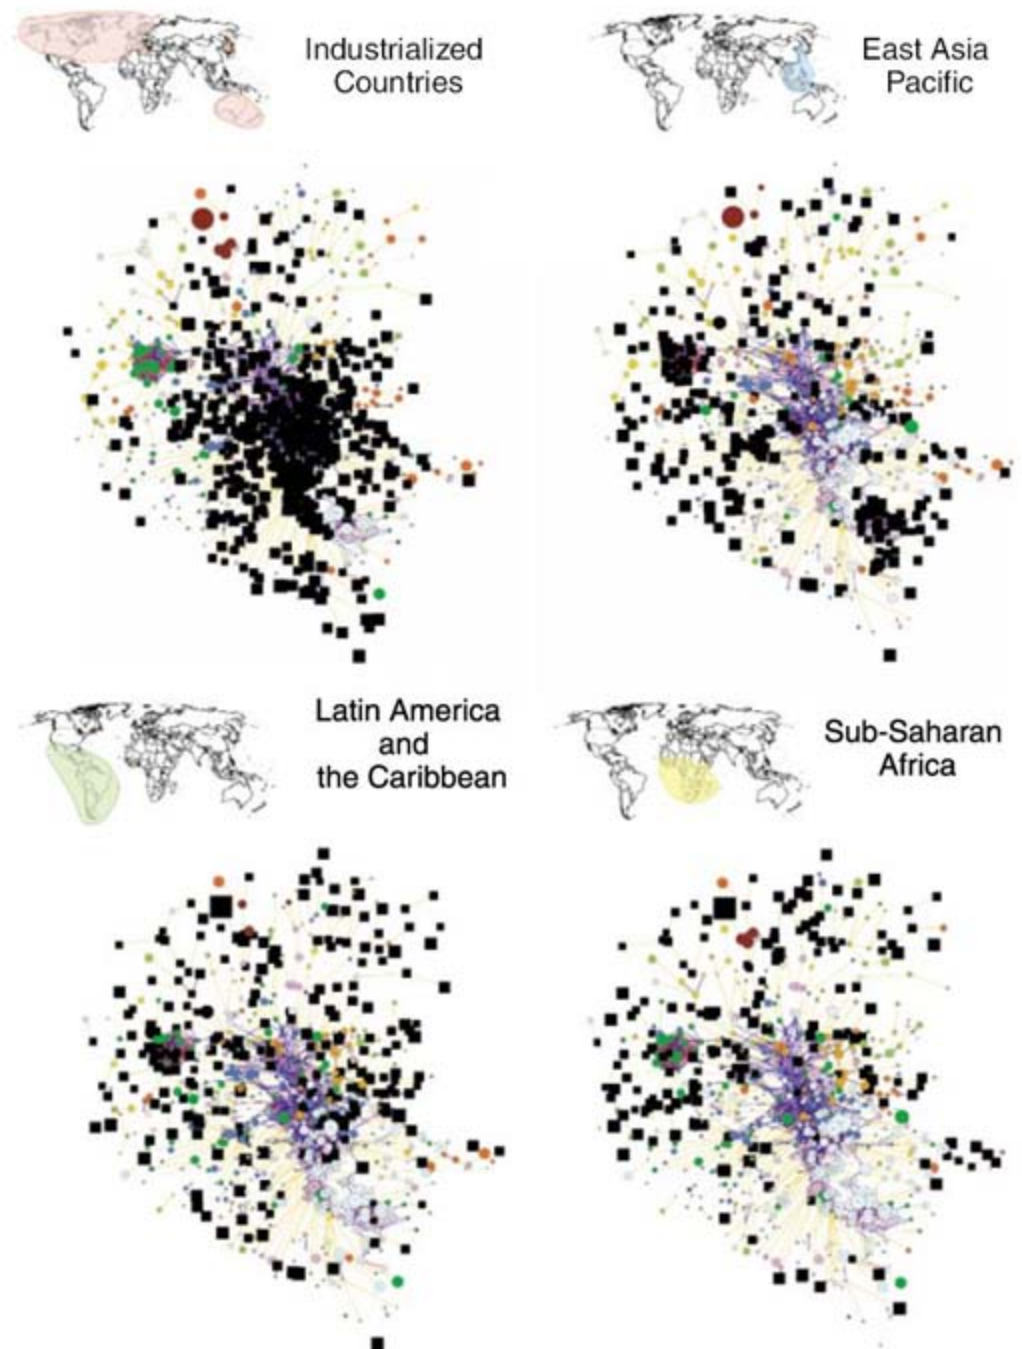 Industrialized
Countries
East Asia
Pacific
Latin America
and
the Caribbean
Sub-Saharan
Africa